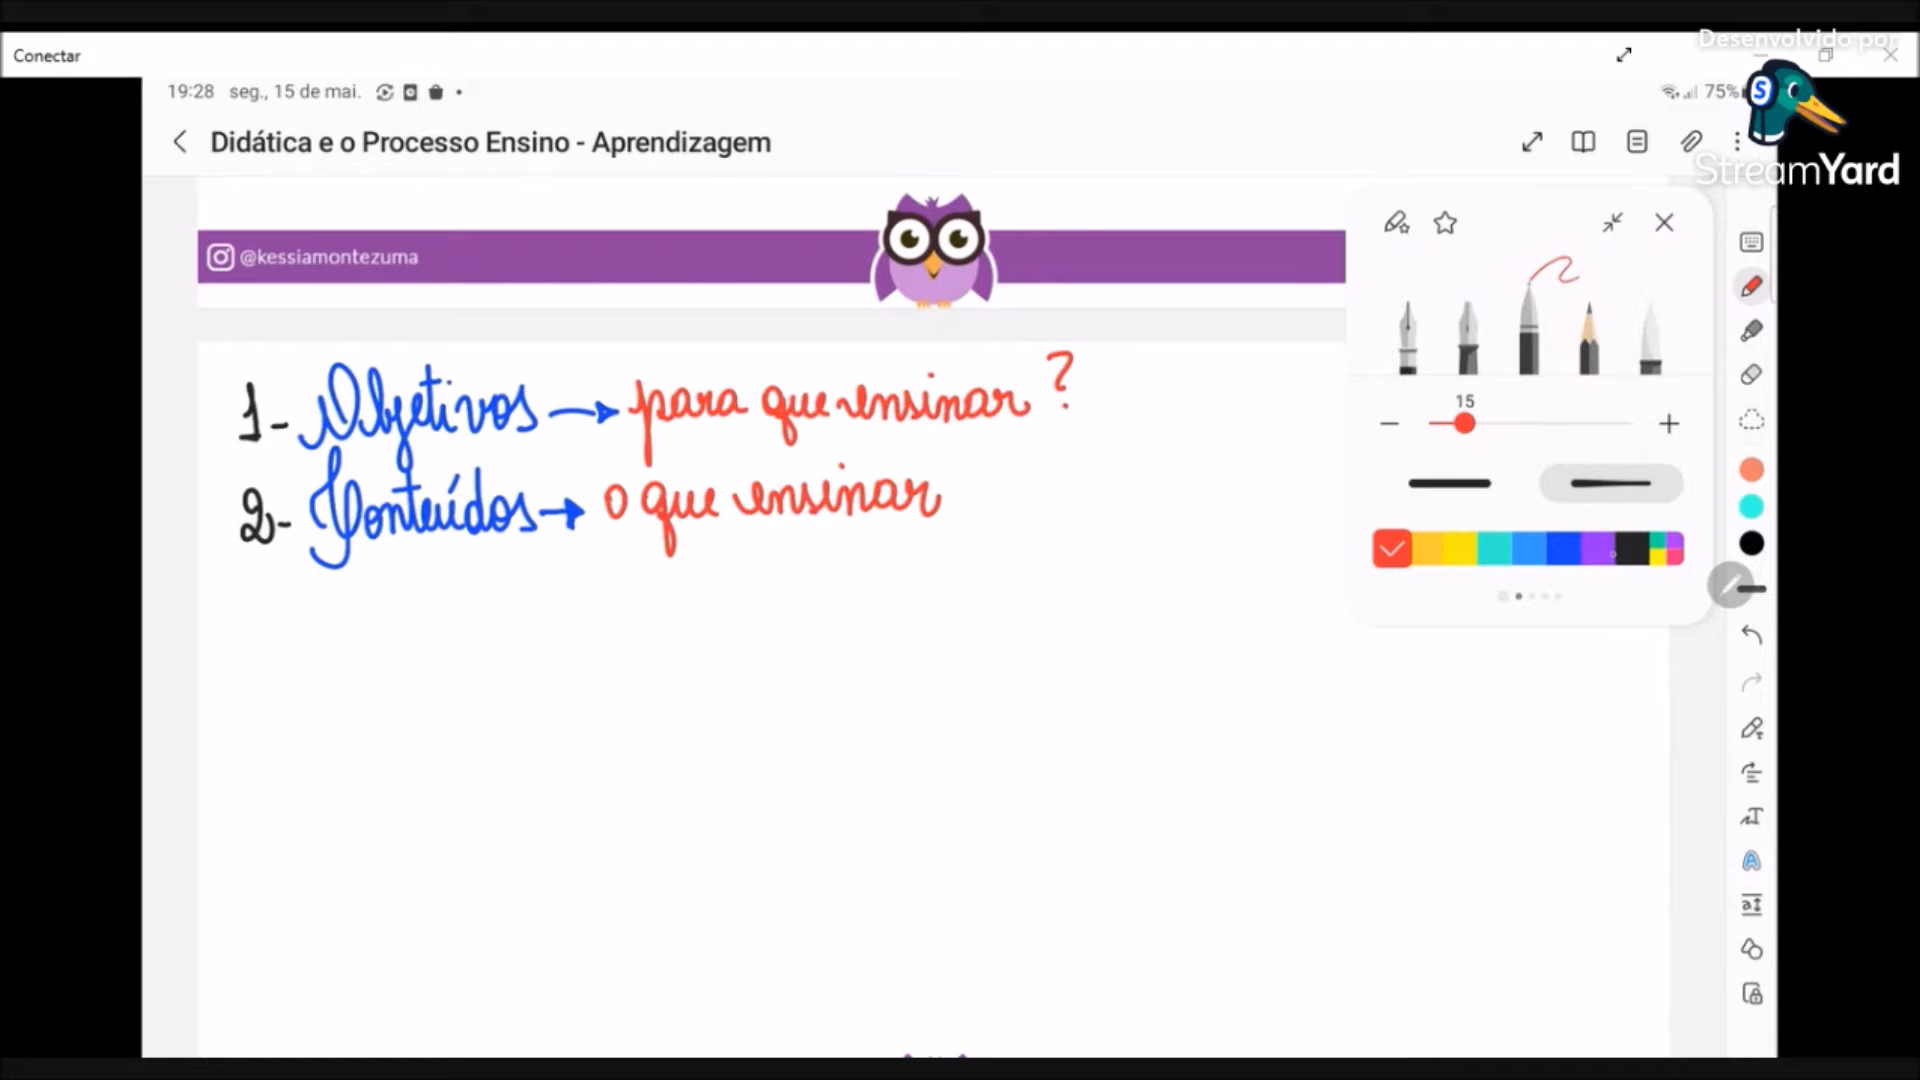 Conectar
Desenvolvido por
19:28 seg., 15 de mai.
75%
Didática e o Processo Ensino - Aprendizagem
StreamYard
@kessiamontezuma
15
1- Objetivos → para que ensinar ?
2- Conteúdos → o que ensinar